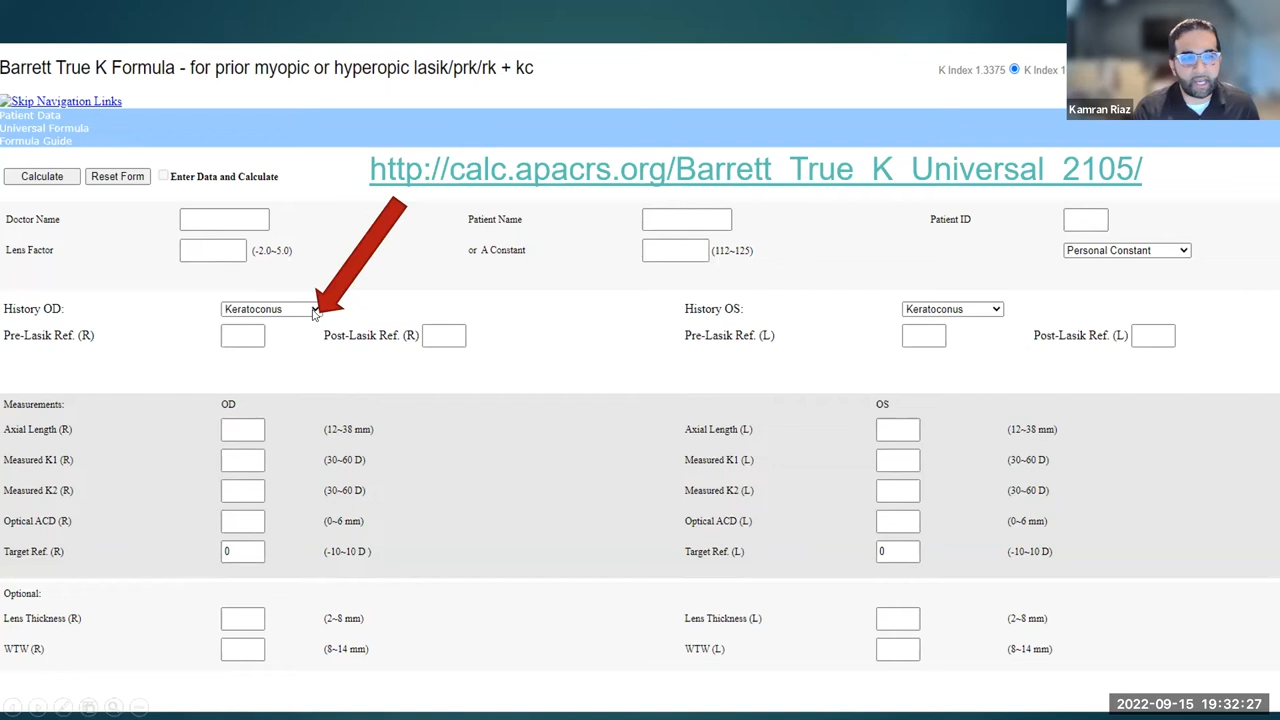 Barrett True K Formula - for prior myopic or hyperopic lasik/prk/rk + kc
K Index 1.3375 K Index 1
Kamran Riaz
Skip Navigation Links
Patient Data
Universal Formula
Formula Guide
http://calc.apacrs.org/Barrett_True_K_Universal_2105/
Calculate Reset Form Enter Data and Calculate
Doctor Name Patient Name Patient ID
Lens Factor (-2.0~5.0) or A Constant (112~125) Personal Constant
History OD: Keratoconus History OS: Keratoconus
Pre-Lasik Ref. (R) Post-Lasik Ref. (R) Pre-Lasik Ref. (L) Post-Lasik Ref. (L)
Measurements: OD OS
Axial Length (R) (12~38 mm) Axial Length (L) (12~38 mm)
Measured K1 (R) (30~60 D) Measured K1 (L) (30~60 D)
Measured K2 (R) (30~60 D) Measured K2 (L) (30~60 D)
Optical ACD (R) (0~6 mm) Optical ACD (L) (0~6 mm)
Target Ref. (R) 0 (-10~10 D ) Target Ref. (L) 0 (-10~10 D)
Optional:
Lens Thickness (R) (2~8 mm) Lens Thickness (L) (2~8 mm)
WTW (R) (8~14 mm) WTW (L) (8~14 mm)
2022-09-15 19:32:27